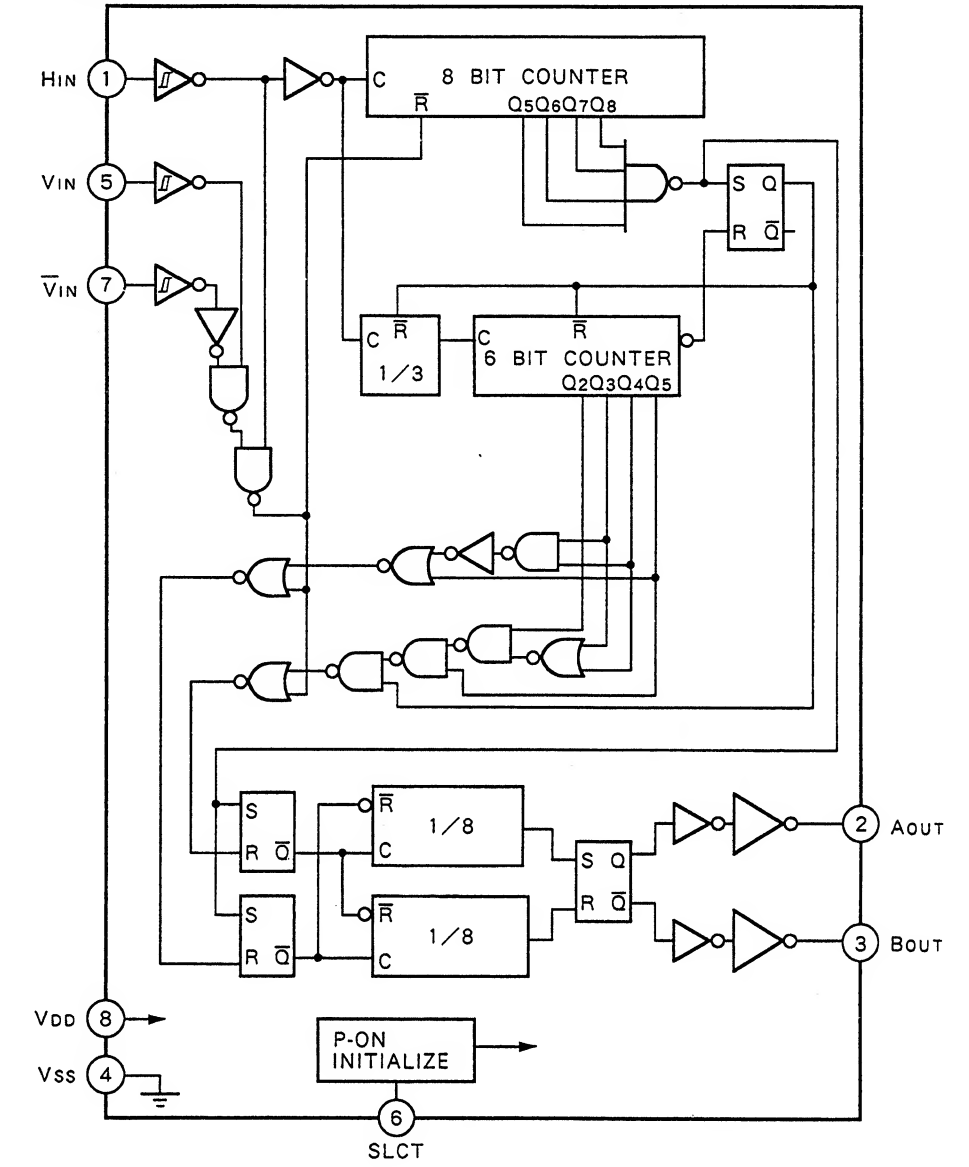 HIN 1
C 8 BIT COUNTER
R̅ Q5Q6Q7Q8
VIN 5
S Q
R Q̅
V̅IN 7
C R̅
1/3
C R̅
6 BIT COUNTER
Q2Q3Q4Q5
S
R Q̅
R̅
1/8
C
S Q
R Q̅
2 AOUT
S
R Q̅
R̅
1/8
C
3 BOUT
VDD 8
P-ON
INITIALIZE
VSS 4
6
SLCT